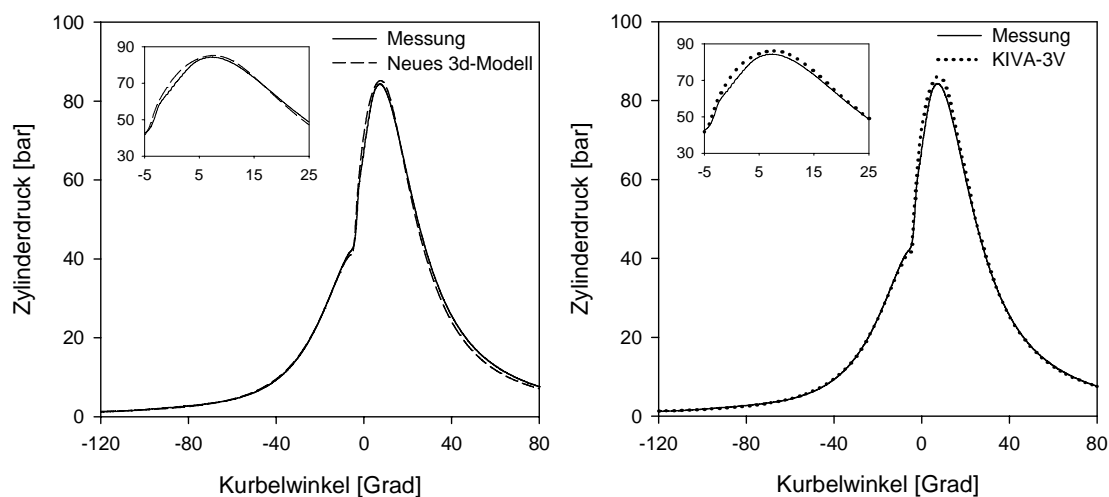 100
80
60
40
20
0
Zylinderdruck [bar]
90
70
50
30
-5 5 15 25
Messung
Neues 3d-Modell
-120 -80 -40 0 40 80
Kurbelwinkel [Grad]
100
80
60
40
20
0
Zylinderdruck [bar]
90
70
50
30
-5 5 15 25
Messung
KIVA-3V
-120 -80 -40 0 40 80
Kurbelwinkel [Grad]